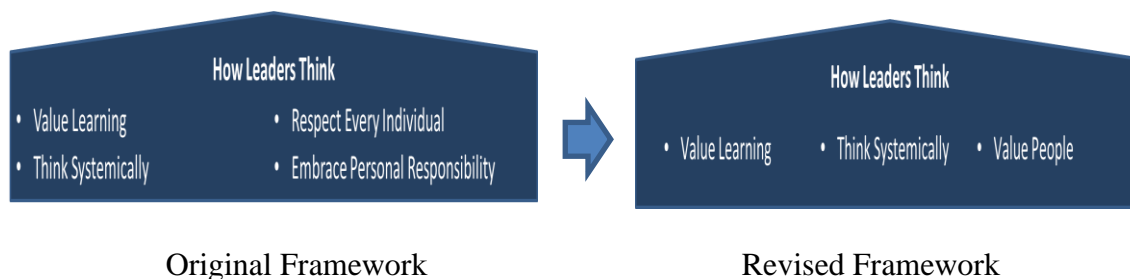 How Leaders Think
• Value Learning
• Think Systemically
• Respect Every Individual
• Embrace Personal Responsibility
How Leaders Think
• Value Learning • Think Systemically • Value People
Original Framework
Revised Framework